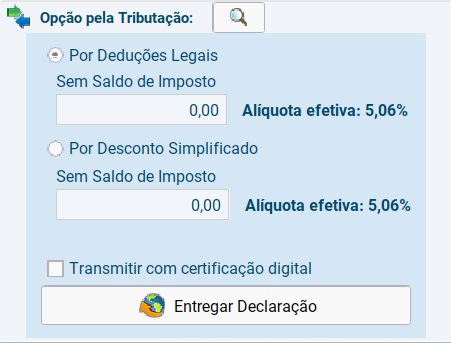 Opção pela Tributação:
Por Deduções Legais
Sem Saldo de Imposto
0,00 Alíquota efetiva: 5,06%
Por Desconto Simplificado
Sem Saldo de Imposto
0,00 Alíquota efetiva: 5,06%
Transmitir com certificação digital
Entregar Declaração